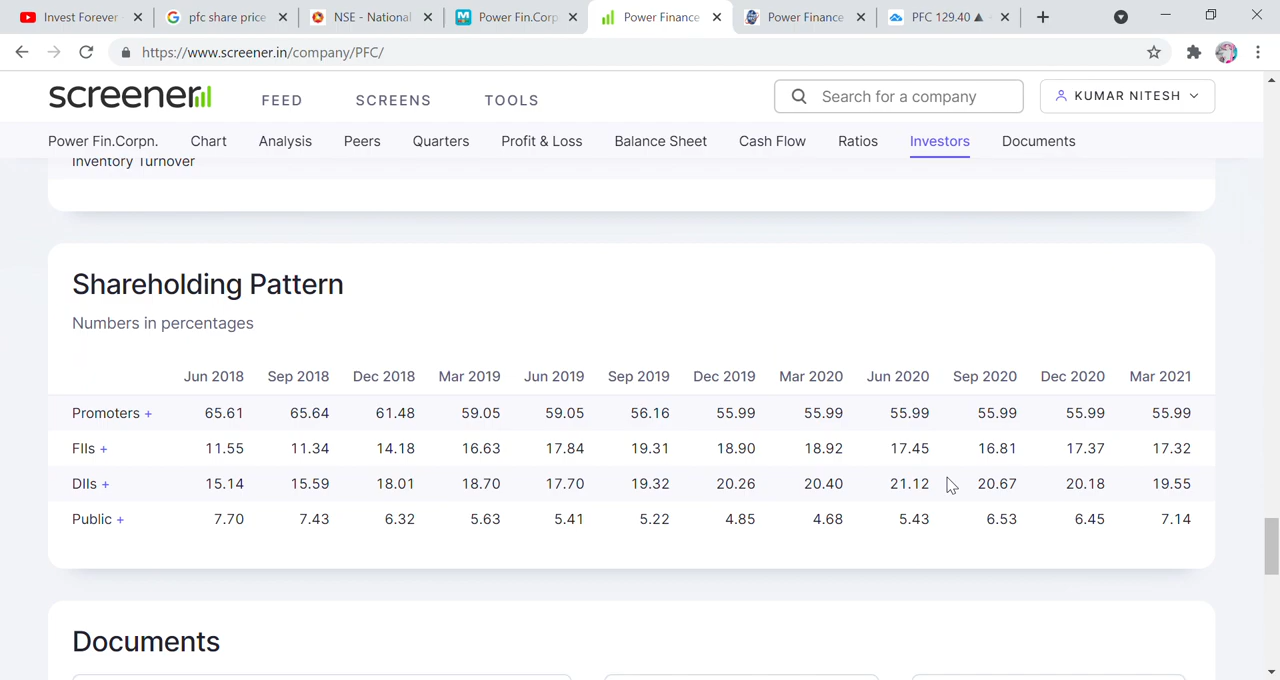 Invest Forever pfc share price NSE - National Power Fin.Corp Power Finance Power Finance PFC 129.40 ▲
https://www.screener.in/company/PFC/
screener FEED SCREENS TOOLS Search for a company KUMAR NITESH
Power Fin.Corpn. Chart Analysis Peers Quarters Profit & Loss Balance Sheet Cash Flow Ratios Investors Documents
Inventory Turnover
Shareholding Pattern
Numbers in percentages
Jun 2018 Sep 2018 Dec 2018 Mar 2019 Jun 2019 Sep 2019 Dec 2019 Mar 2020 Jun 2020 Sep 2020 Dec 2020 Mar 2021
Promoters + 65.61 65.64 61.48 59.05 59.05 56.16 55.99 55.99 55.99 55.99 55.99 55.99
FIIs + 11.55 11.34 14.18 16.63 17.84 19.31 18.90 18.92 17.45 16.81 17.37 17.32
DIIs + 15.14 15.59 18.01 18.70 17.70 19.32 20.26 20.40 21.12 20.67 20.18 19.55
Public + 7.70 7.43 6.32 5.63 5.41 5.22 4.85 4.68 5.43 6.53 6.45 7.14
Documents